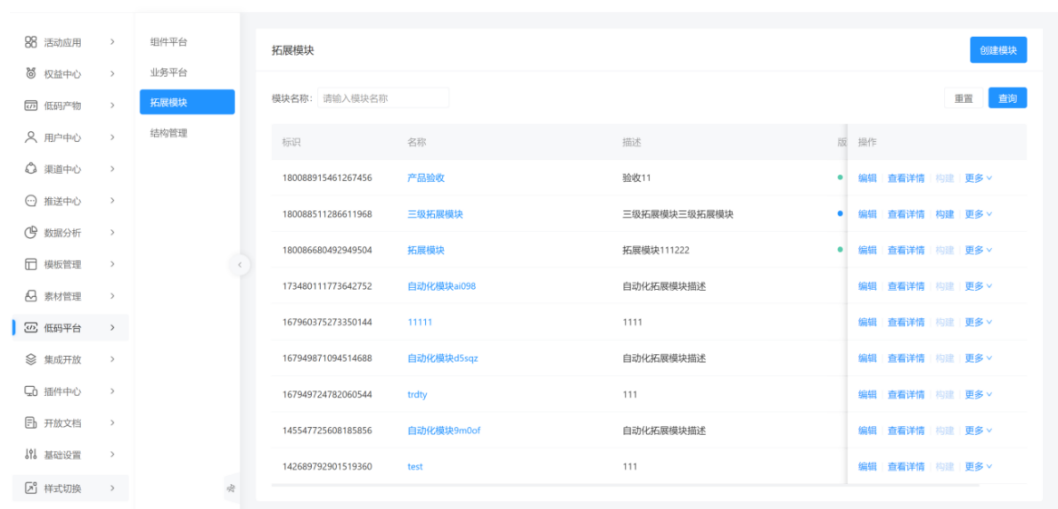 活动应用
权益中心
低码产物
用户中心
渠道中心
推送中心
数据分析
模板管理
素材管理
低码平台
集成开放
插件中心
开放文档
基础设置
样式切换
组件平台
业务平台
拓展模块
结构管理
拓展模块 创建模块
模块名称: 请输入模块名称 重置 查询
标识 名称 描述 版 操作
180088915461267456 产品验收 验收11 编辑 查看详情 构建 更多
180088511286611968 三级拓展模块 三级拓展模块三级拓展模块 编辑 查看详情 构建 更多
180086680492949504 拓展模块 拓展模块111222 编辑 查看详情 构建 更多
173480111773642752 自动化模块ai098 自动化拓展模块描述 编辑 查看详情 构建 更多
167960375273350144 11111 1111 编辑 查看详情 构建 更多
167949871094514688 自动化模块d5sqz 自动化拓展模块描述 编辑 查看详情 构建 更多
167949724782060544 trdty 111 编辑 查看详情 构建 更多
145547725608185856 自动化模块9m0of 自动化拓展模块描述 编辑 查看详情 构建 更多
142689792901519360 test 111 编辑 查看详情 构建 更多